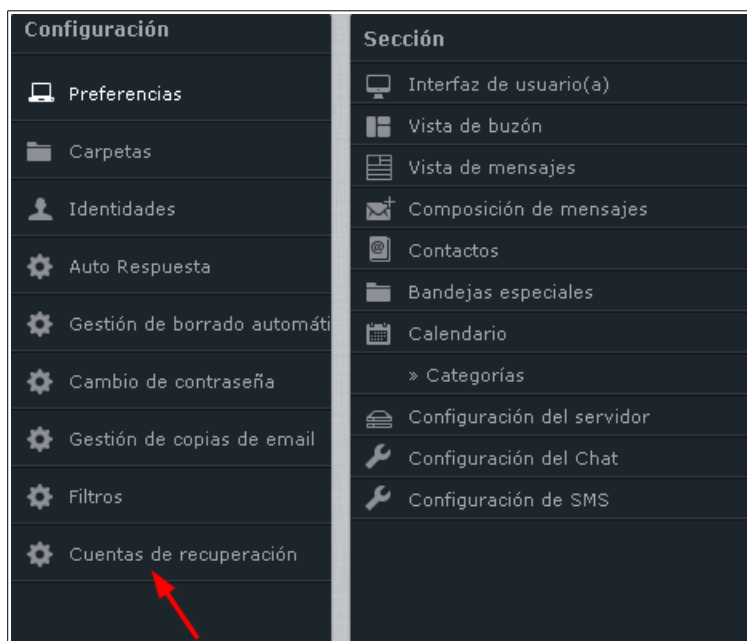 Configuración
Preferencias
Carpetas
Identidades
Auto Respuesta
Gestión de borrado automáti
Cambio de contraseña
Gestión de copias de email
Filtros
Cuentas de recuperación
Sección
Interfaz de usuario(a)
Vista de buzón
Vista de mensajes
Composición de mensajes
Contactos
Bandejas especiales
Calendario
» Categorías
Configuración del servidor
Configuración del Chat
Configuración de SMS